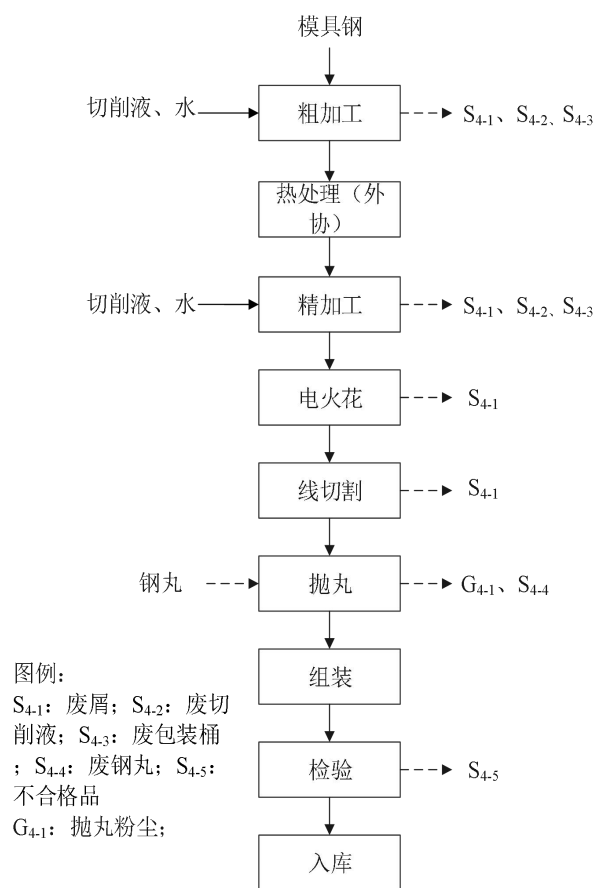 模具钢
切削液、水
粗加工
S4-1、S4-2、S4-3
热处理（外
协）
切削液、水
精加工
S4-1、S4-2、S4-3
电火花
S4-1
线切割
S4-1
钢丸
抛丸
G4-1、S4-4
组装
图例：
S4-1：废屑；S4-2：废切
削液；S4-3：废包装桶
；S4-4：废钢丸；S4-5：
不合格品
G4-1：抛丸粉尘；
检验
S4-5
入库